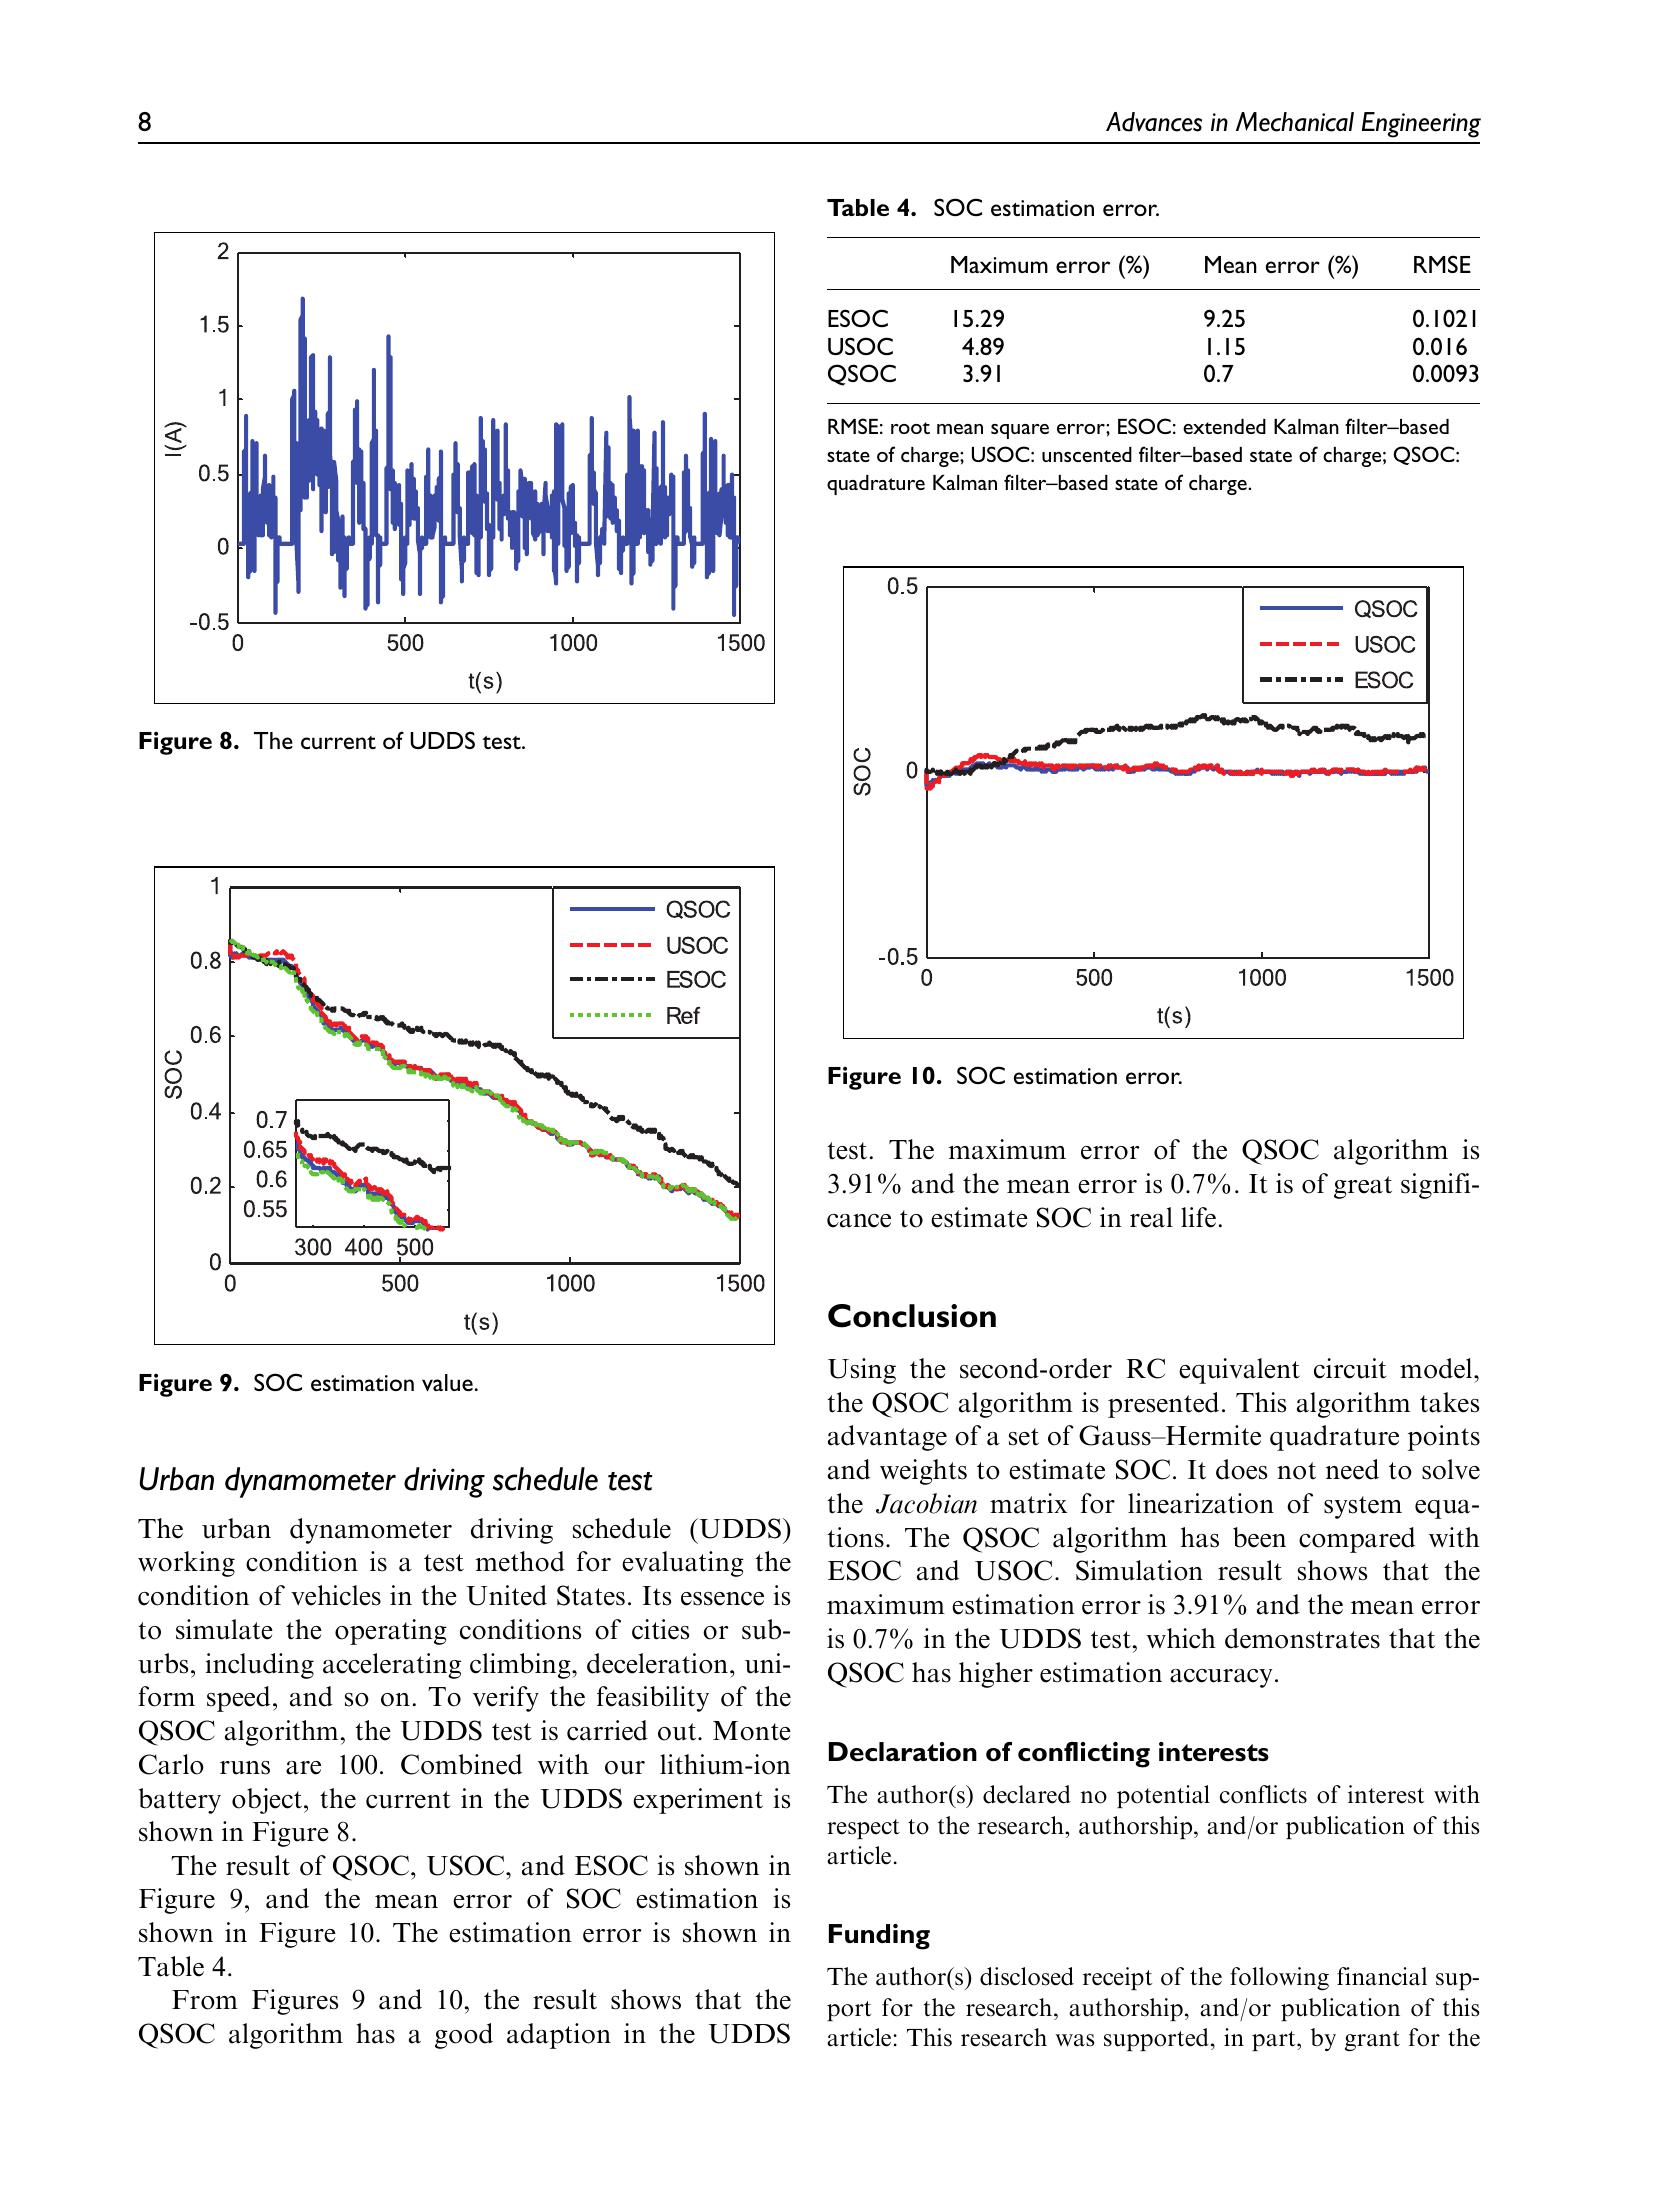 8
Advances in Mechanical Engineering
2
1.5
1
0.5
0
-0.5
I(A)
0
500
1000
1500
t(s)
Figure 8. The current of UDDS test.
1
0.8
0.6
0.4
0.2
0
SOC
QSOC
USOC
ESOC
Ref
0.7
0.65
0.6
0.55
300 400 500
0
500
1000
1500
t(s)
Figure 9. SOC estimation value.
Urban dynamometer driving schedule test
The urban dynamometer driving schedule (UDDS)
working condition is a test method for evaluating the
condition of vehicles in the United States. Its essence is
to simulate the operating conditions of cities or sub-
urbs, including accelerating climbing, deceleration, uni-
form speed, and so on. To verify the feasibility of the
QSOC algorithm, the UDDS test is carried out. Monte
Carlo runs are 100. Combined with our lithium-ion
battery object, the current in the UDDS experiment is
shown in Figure 8.
The result of QSOC, USOC, and ESOC is shown in
Figure 9, and the mean error of SOC estimation is
shown in Figure 10. The estimation error is shown in
Table 4.
From Figures 9 and 10, the result shows that the
QSOC algorithm has a good adaption in the UDDS
Table 4. SOC estimation error.
Maximum error (%) Mean error (%) RMSE
ESOC 15.29 9.25 0.1021
USOC 4.89 1.15 0.016
QSOC 3.91 0.7 0.0093
RMSE: root mean square error; ESOC: extended Kalman filter–based
state of charge; USOC: unscented filter–based state of charge; QSOC:
quadrature Kalman filter–based state of charge.
0.5
0
-0.5
SOC
QSOC
USOC
ESOC
0
500
1000
1500
t(s)
Figure 10. SOC estimation error.
test. The maximum error of the QSOC algorithm is
3.91% and the mean error is 0.7%. It is of great signifi-
cance to estimate SOC in real life.
Conclusion
Using the second-order RC equivalent circuit model,
the QSOC algorithm is presented. This algorithm takes
advantage of a set of Gauss–Hermite quadrature points
and weights to estimate SOC. It does not need to solve
the Jacobian matrix for linearization of system equa-
tions. The QSOC algorithm has been compared with
ESOC and USOC. Simulation result shows that the
maximum estimation error is 3.91% and the mean error
is 0.7% in the UDDS test, which demonstrates that the
QSOC has higher estimation accuracy.
Declaration of conflicting interests
The author(s) declared no potential conflicts of interest with
respect to the research, authorship, and/or publication of this
article.
Funding
The author(s) disclosed receipt of the following financial sup-
port for the research, authorship, and/or publication of this
article: This research was supported, in part, by grant for the